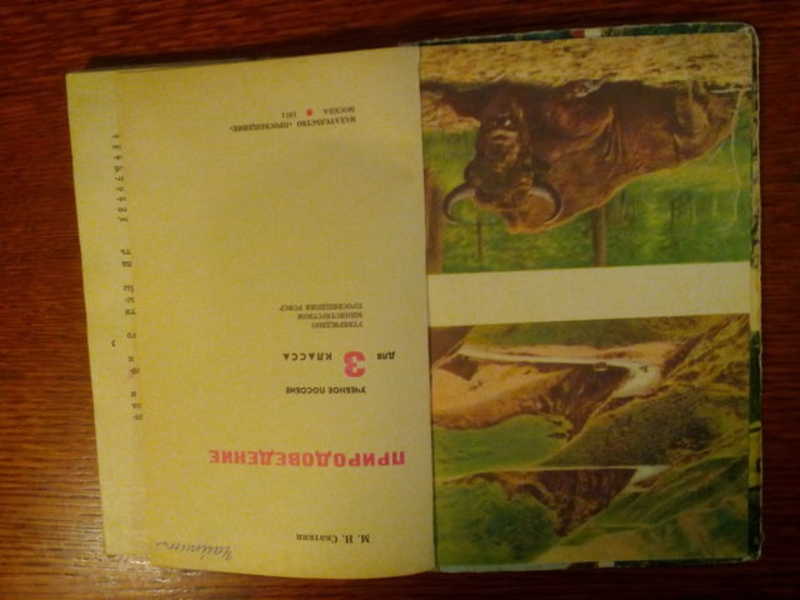 М. Н. Скаткин
ПРИРОДОВЕДЕНИЕ
УЧЕБНОЕ ПОСОБИЕ
ДЛЯ 3 КЛАССА
УТВЕРЖДЕНО
МИНИСТЕРСТВОМ
ПРОСВЕЩЕНИЯ РСФСР
ИЗДАТЕЛЬСТВО «ПРОСВЕЩЕНИЕ»
МОСКВА 1971